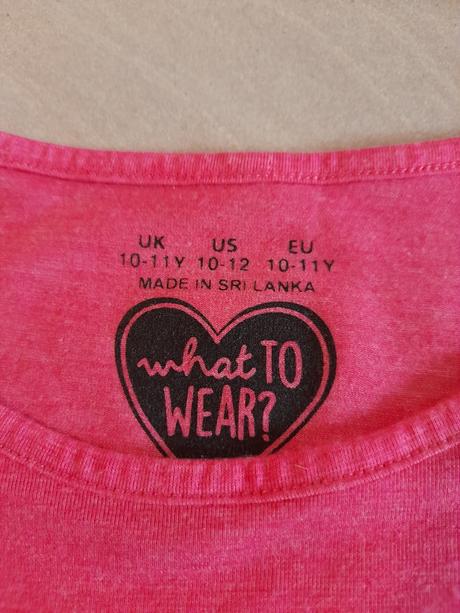 UK US EU
10-11Y 10-12 10-11Y
MADE IN SRI LANKA
what TO
WEAR?